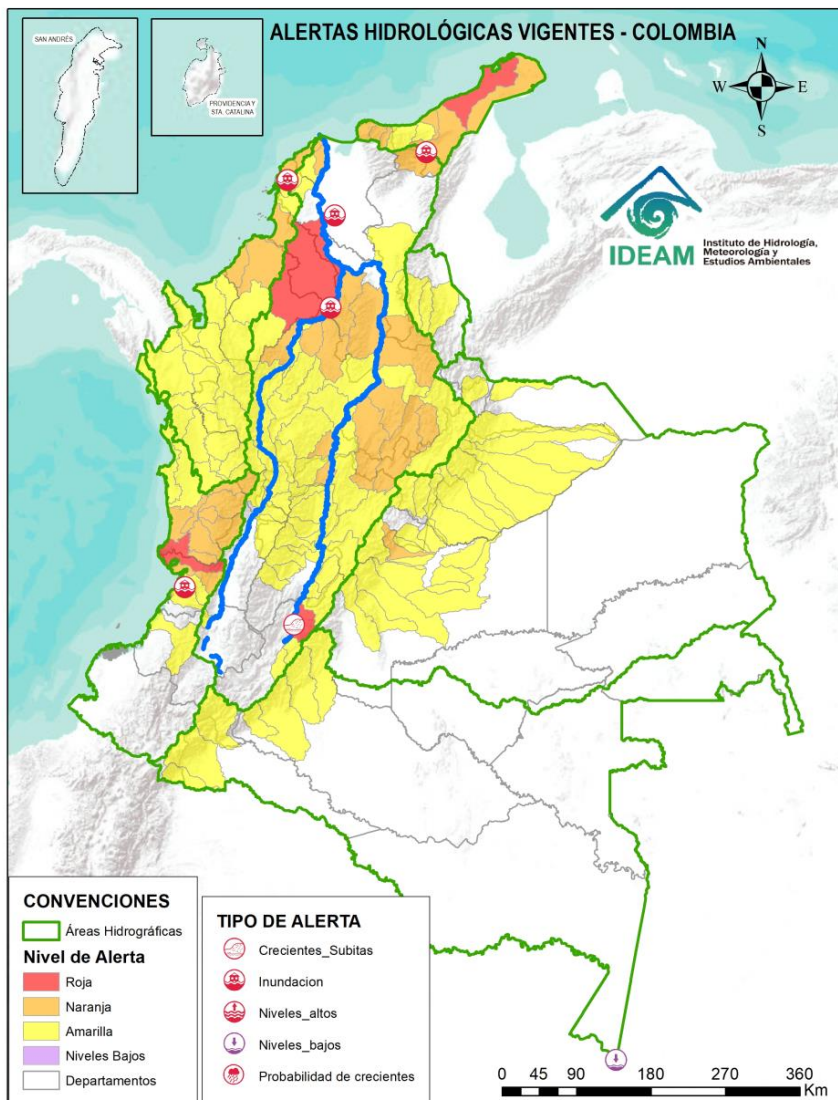 ALERTAS HIDROLÓGICAS VIGENTES - COLOMBIA
SAN ANDRÉS
PROVIDENCIA Y
STA. CATALINA
N
W E
S
IDEAM
Instituto de Hidrología,
Meteorología y
Estudios Ambientales
CONVENCIONES
Áreas Hidrográficas
Nivel de Alerta
Roja
Naranja
Amarilla
Niveles Bajos
Departamentos
TIPO DE ALERTA
Crecientes_Subitas
Inundacion
Niveles_altos
Niveles_bajos
Probabilidad de crecientes
0 45 90 180 270 360
Km